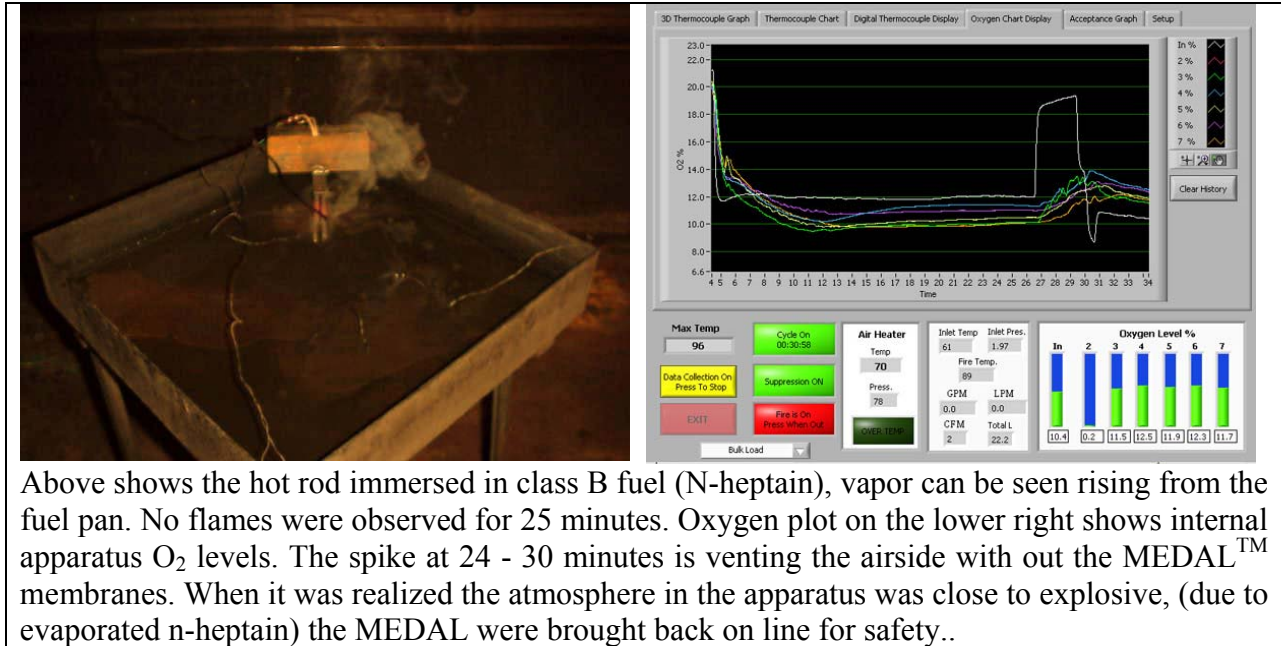 3D Thermocouple Graph Thermocouple Chart Digital Thermocouple Display Oxygen Chart Display Acceptance Graph Setup
23.0
22.0
20.0
18.0
16.0
14.0
12.0
10.0
8.0
6.6
O2 %
4 5 6 7 8 9 10 11 12 13 14 15 16 17 18 19 20 21 22 23 24 25 26 27 28 29 30 31 32 33 34
Time
In %
2 %
3 %
4 %
5 %
6 %
7 %
Clear History
Max Temp
96
Cycle On
00:30:58
Data Collection On
Press To Stop
Suppression ON
EXIT
Fire is On
Press When Out
Bulk Load
Air Heater
Temp
70
Press.
78
OVER TEMP
Inlet Temp Inlet Pres.
61 1.97
Fire Temp.
89
GPM LPM
0.0 0.0
CFM Total L
2 22.2
Oxygen Level %
In 2 3 4 5 6 7
10.4 0.2 11.5 12.5 11.9 12.3 11.7
Above shows the hot rod immersed in class B fuel (N-heptain), vapor can be seen rising from the
fuel pan. No flames were observed for 25 minutes. Oxygen plot on the lower right shows internal
apparatus O₂ levels. The spike at 24 - 30 minutes is venting the airside with out the MEDAL™
membranes. When it was realized the atmosphere in the apparatus was close to explosive, (due to
evaporated n-heptain) the MEDAL were brought back on line for safety..